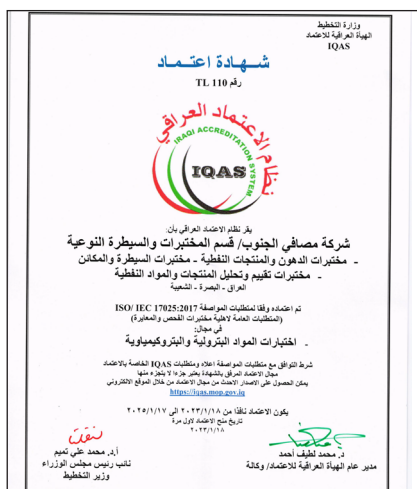 وزارة التخطيط
الهيأة العراقية للاعتماد
IQAS
شــهادة اعتــماد
رقم TL 110
نظام الاعتماد العراقي
IRAQI ACCREDITATION SYSTEM
IQAS
يقر نظام الاعتماد العراقي بأن:
شركة مصافي الجنوب/ قسم المختبرات والسيطرة النوعية
- مختبرات الدهون والمنتجات النفطية - مختبرات السيطرة والمكائن
- مختبرات تقييم وتحليل المنتجات والمواد النفطية
العراق - البصرة - الشعيبة
تم اعتماده وفقا لمتطلبات المواصفة ISO/ IEC 17025:2017
(المتطلبات العامة لاهلية مختبرات الفحص والمعايرة)
في مجال:
- اختبارات المواد البترولية والبتروكيمياوية
شرط التوافق مع متطلبات المواصفة اعلاه ومتطلبات IQAS الخاصة بالاعتماد
مجال الاعتماد المرفق بالشهادة يعتبر جزءا لا يتجزء منها
يمكن الحصول على الاصدار الاحدث من مجال الاعتماد من خلال الموقع الالكتروني
https://iqas.mop.gov.iq
يكون الاعتماد نافذا من ٢٠٢٣/١/١٨ الى ٢٠٢٥/١/١٧
تاريخ منح الاعتماد لاول مرة
٢٠٢٣/١/١٨
د. محمد لطيف أحمد
مدير عام الهيأة العراقية للاعتماد/ وكالة
أ.د. محمد علي تميم
نائب رئيس مجلس الوزراء
وزير التخطيط